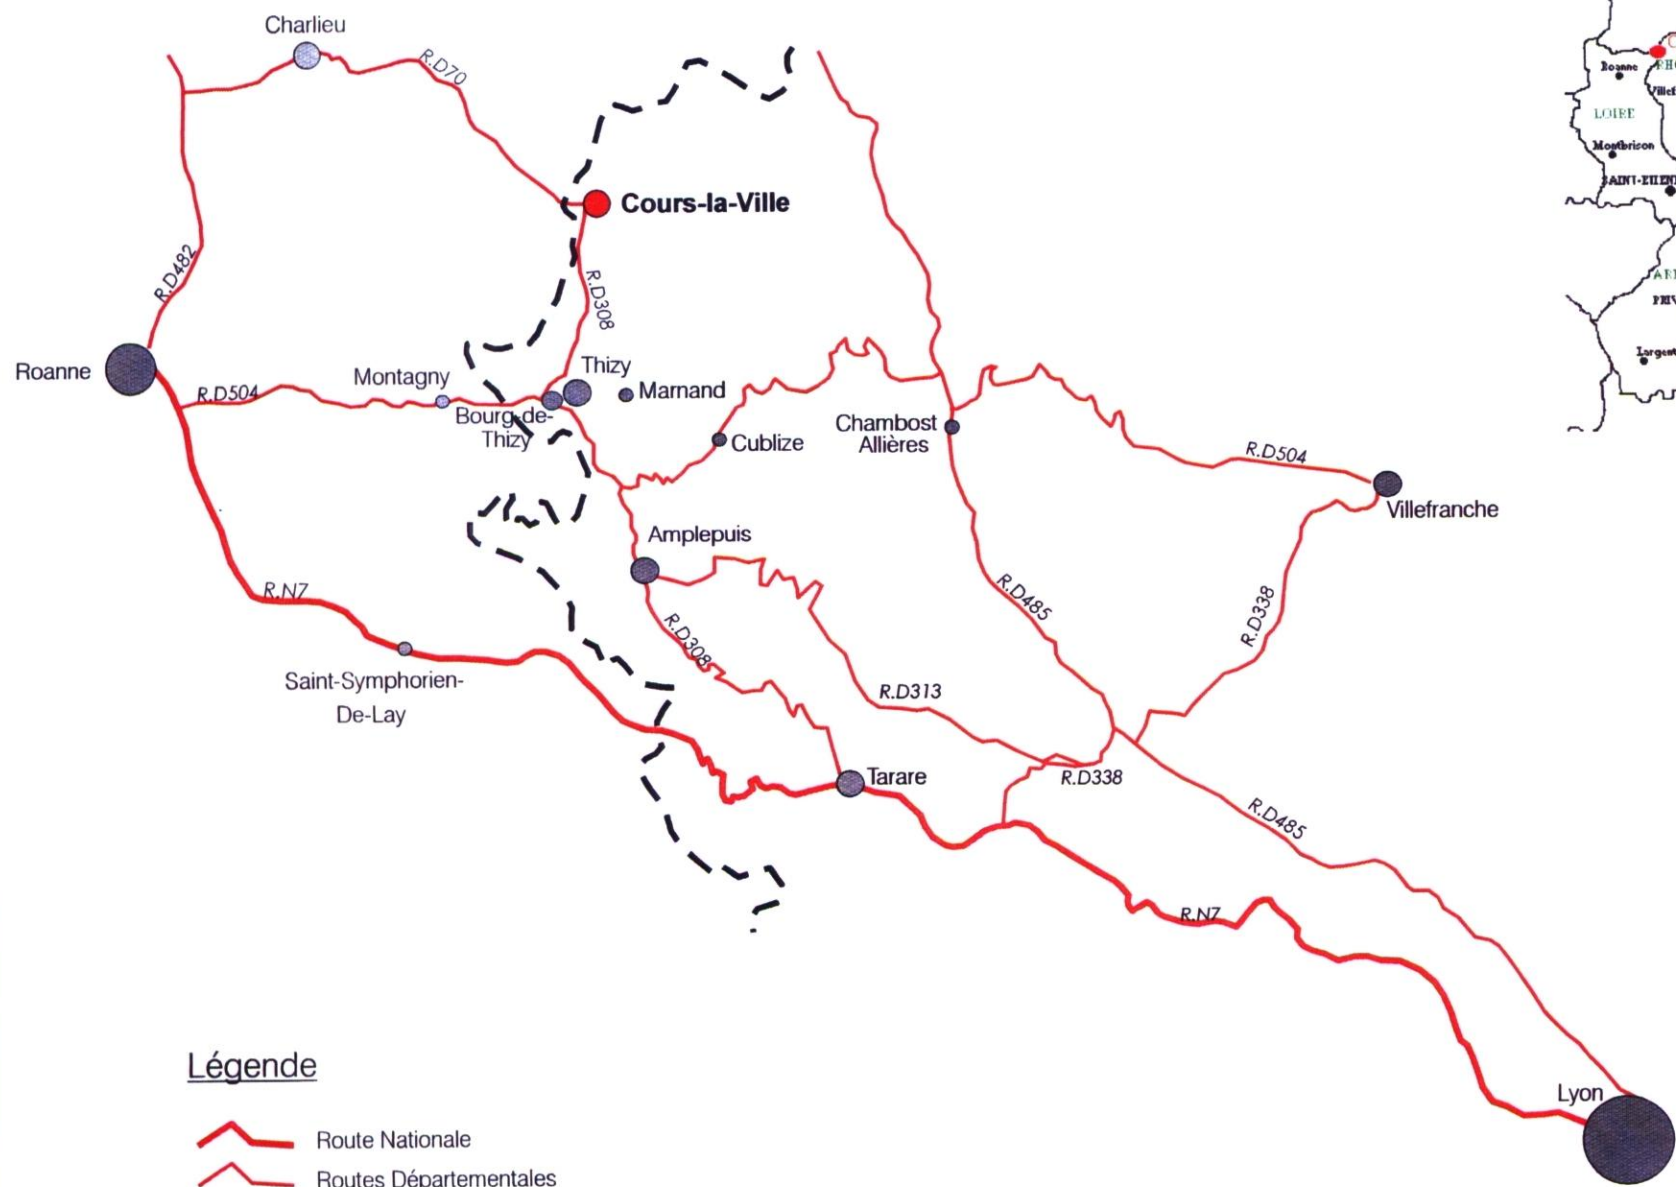 Charlieu
R.D70
Roanne
LOIRE
Montbrison
Cours-la-Ville
R.D482
R.D308
Roanne
R.D504
Montagny
Thizy
Marnand
Bourg-de-
Thizy
Cublize
Chambost
Allières
R.D504
Villefranche
Amplepuis
R.D485
R.D338
R.N7
R.D308
Saint-Symphorien-
De-Lay
R.D313
Tarare
R.D338
R.D485
R.N7
Lyon
Légende
Route Nationale
Routes Départementales